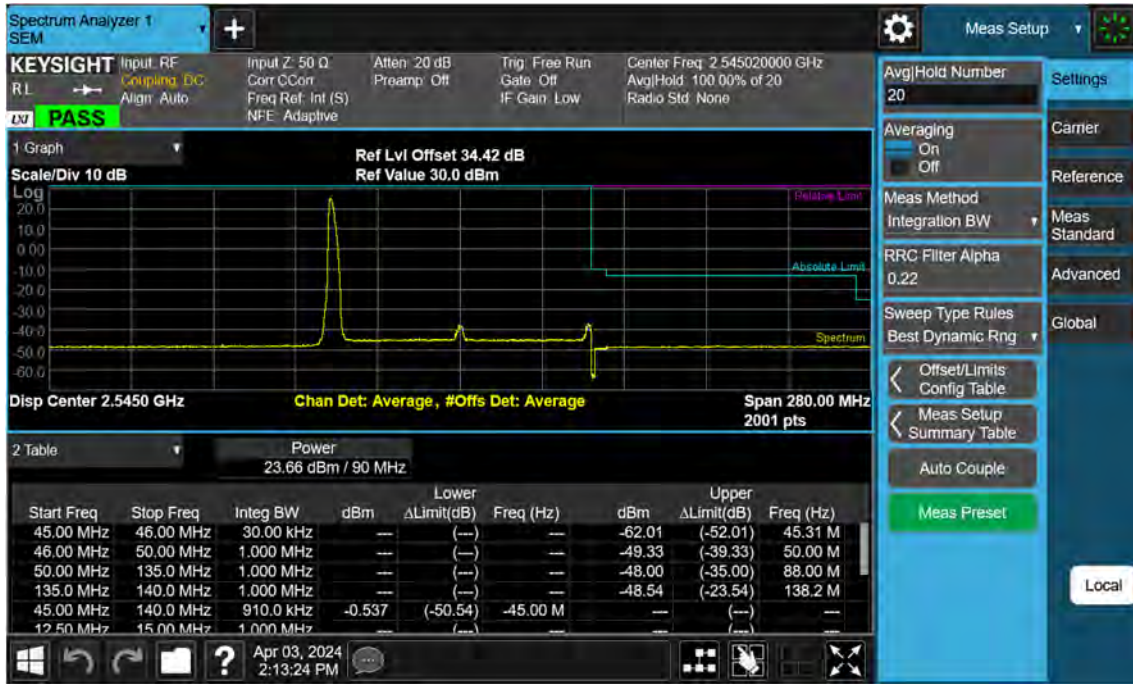 Spectrum Analyzer 1
SEM
+
Meas Setup
KEYSIGHT
RL
LXI
PASS
Input: RF
Coupling: DC
Align: Auto
Input Z: 50 Ω
Corr CCorr
Freq Ref: Int (S)
NFE: Adaptive
Atten: 20 dB
Preamp: Off
Trig: Free Run
Gate: Off
IF Gain: Low
Center Freq: 2.545020000 GHz
Avg|Hold: 100.00% of 20
Radio Std: None
1 Graph
Scale/Div 10 dB
Ref Lvl Offset 34.42 dB
Ref Value 30.0 dBm
Log
20.0
10.0
0.00
-10.0
-20.0
-30.0
-40.0
-50.0
-60.0
Relative Limit
Absolute Limit
Spectrum
Disp Center 2.5450 GHz
Chan Det: Average, #Offs Det: Average
Span 280.00 MHz
2001 pts
2 Table
Power
23.66 dBm / 90 MHz
Lower Upper
Start Freq Stop Freq Integ BW dBm ΔLimit(dB) Freq (Hz) dBm ΔLimit(dB) Freq (Hz)
45.00 MHz 46.00 MHz 30.00 kHz --- (---) --- -62.01 (-52.01) 45.31 M
46.00 MHz 50.00 MHz 1.000 MHz --- (---) --- -49.33 (-39.33) 50.00 M
50.00 MHz 135.0 MHz 1.000 MHz --- (---) --- -48.00 (-35.00) 88.00 M
135.0 MHz 140.0 MHz 1.000 MHz --- (---) --- -48.54 (-23.54) 138.2 M
45.00 MHz 140.0 MHz 910.0 kHz -0.537 (-50.54) -45.00 M --- (---) ---
12.50 MHz 15.00 MHz 1.000 MHz --- (---) --- --- (---) ---
?
Apr 03, 2024
2:13:24 PM
Avg|Hold Number
20
Averaging
On
Off
Meas Method
Integration BW
RRC Filter Alpha
0.22
Sweep Type Rules
Best Dynamic Rng
Offset/Limits
Config Table
Meas Setup
Summary Table
Auto Couple
Meas Preset
Settings
Carrier
Reference
Meas
Standard
Advanced
Global
Local